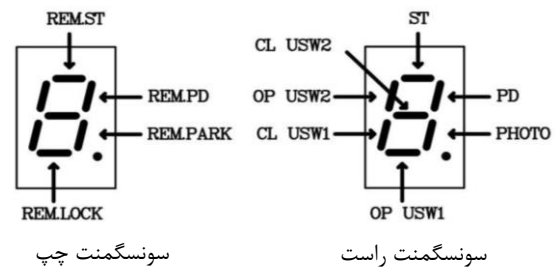 REM.ST
REM.PD
REM.PARK
REM.LOCK
سونسگمنت چپ
ST
CL USW2
OP USW2
PD
CL USW1
PHOTO
OP USW1
سونسگمنت راست